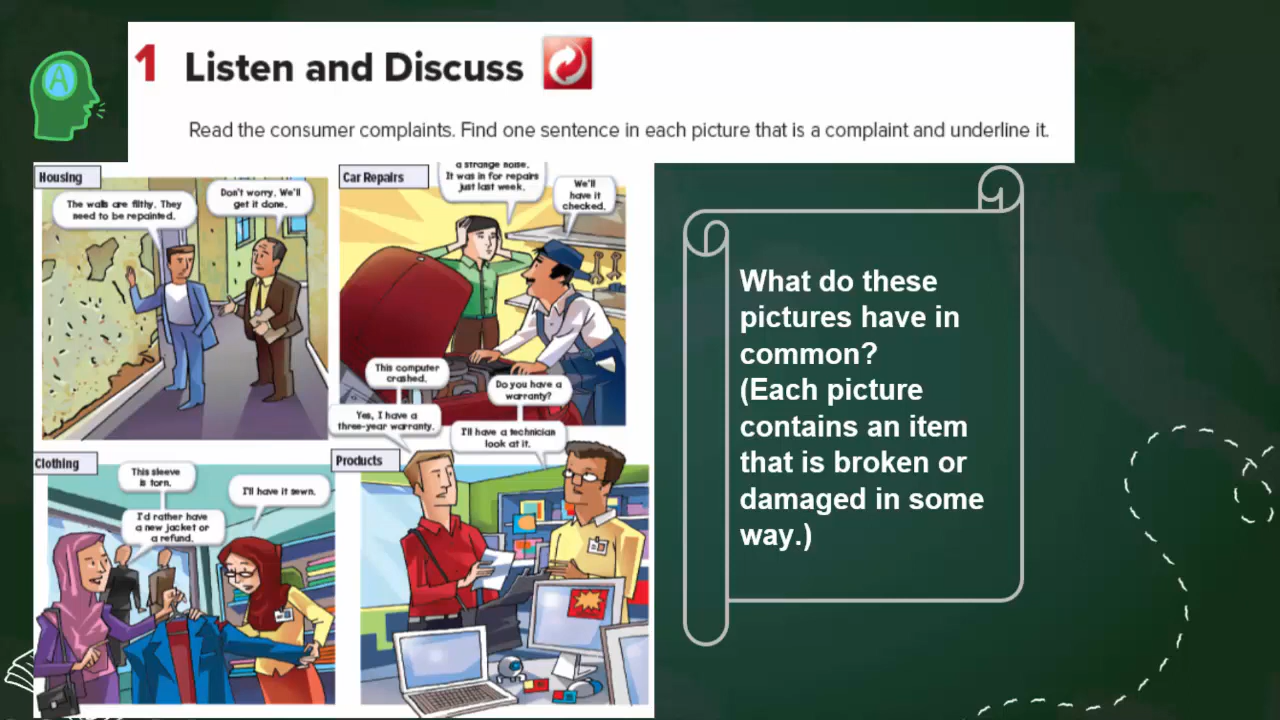 A
1 Listen and Discuss
Read the consumer complaints. Find one sentence in each picture that is a complaint and underline it.
Housing
The walls are filthy. They
need to be repainted.
Don't worry. We'll
get it done.
Car Repairs
a strange noise.
It was in for repairs
just last week.
We'll
have it
checked.
Clothing
This sleeve
is torn.
I'll have it sewn.
I'd rather have
a new jacket or
a refund.
Products
This computer
crashed.
Do you have a
warranty?
Yes, I have a
three-year warranty.
I'll have a technician
look at it.
What do these
pictures have in
common?
(Each picture
contains an item
that is broken or
damaged in some
way.)